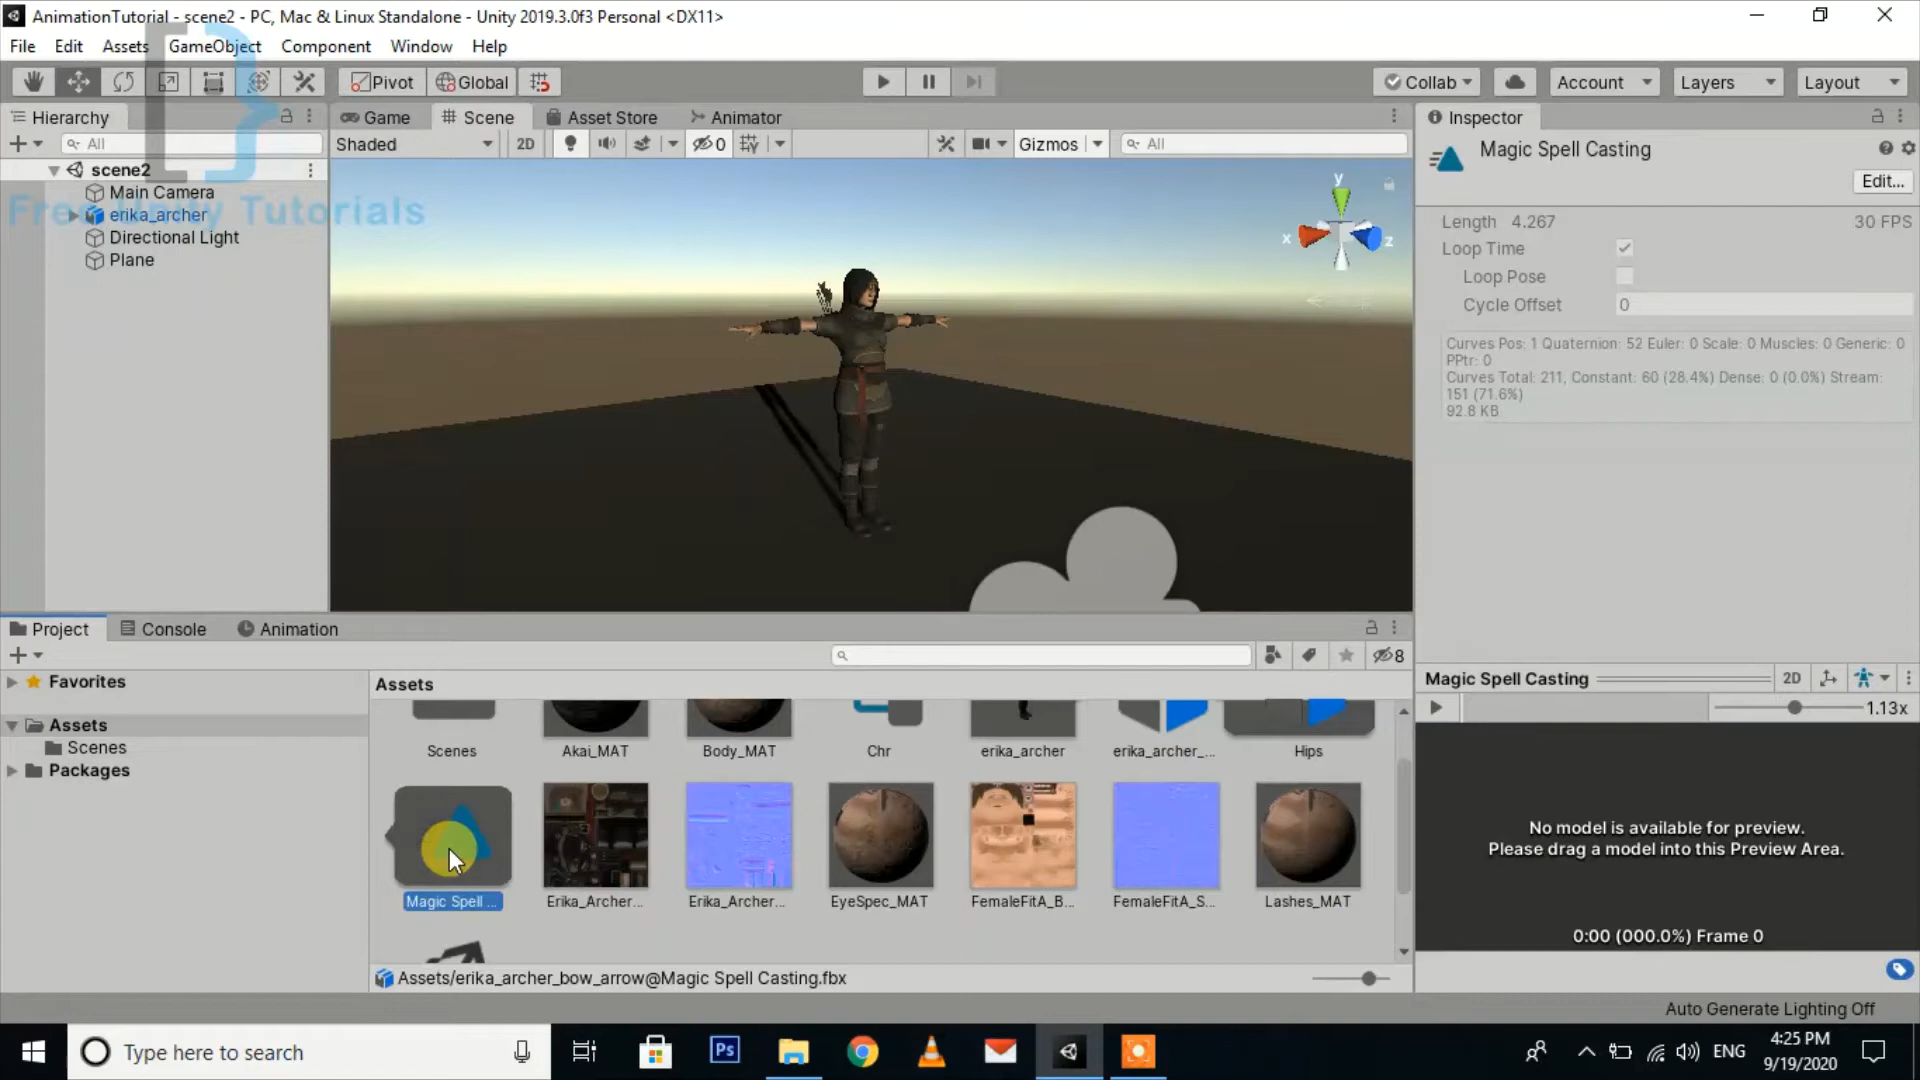 AnimationTutorial - scene2 - PC, Mac & Linux Standalone - Unity 2019.3.0f3 Personal <DX11>
File Edit Assets GameObject Component Window Help
Pivot Global Collab Account Layers Layout
Hierarchy Game Scene Asset Store Animator Inspector
All Shaded 2D 0 Gizmos All
Magic Spell Casting
Edit...
scene2
Main Camera
erika_archer
Directional Light
Plane
Free Unity Tutorials
y
x
z
Length 4.267 30 FPS
Loop Time
Loop Pose
Cycle Offset 0
Curves Pos: 1 Quaternion: 52 Euler: 0 Scale: 0 Muscles: 0 Generic: 0
PPtr: 0
Curves Total: 211, Constant: 60 (28.4%) Dense: 0 (0.0%) Stream:
151 (71.6%)
92.8 KB
Project Console Animation
8
Favorites
Assets
Scenes
Packages
Assets
Scenes Akai_MAT Body_MAT Chr erika_archer erika_archer_... Hips
Magic Spell ... Erika_Archer... Erika_Archer... EyeSpec_MAT FemaleFitA_B... FemaleFitA_S... Lashes_MAT
Assets/erika_archer_bow_arrow@Magic Spell Casting.fbx
Magic Spell Casting 2D
1.13x
No model is available for preview.
Please drag a model into this Preview Area.
0:00 (000.0%) Frame 0
Auto Generate Lighting Off
Type here to search
Ps
ENG
4:25 PM
9/19/2020